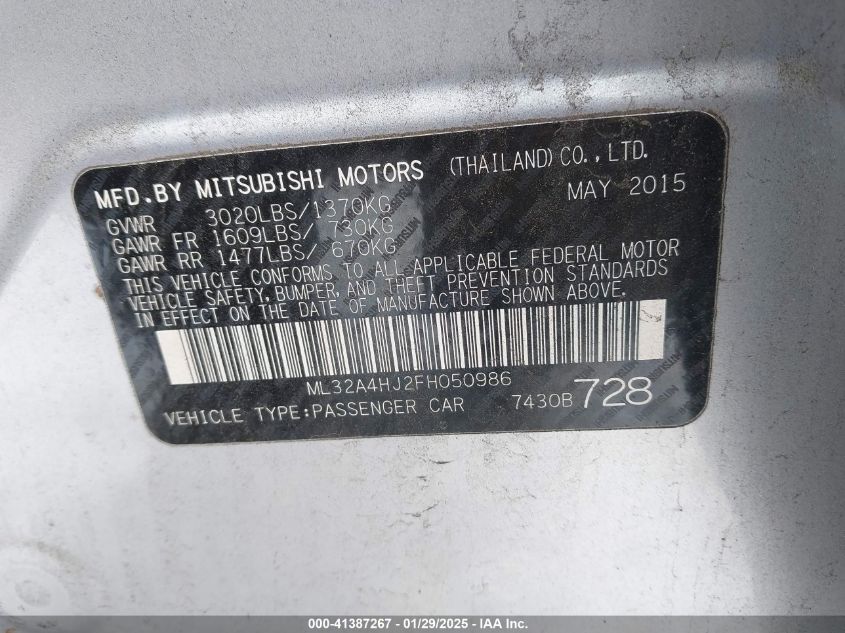 MFD.BY MITSUBISHI MOTORS (THAILAND) CO.,LTD.
MAY 2015
GVWR 3020LBS/1370KG
GAWR FR 1609LBS/ 730KG
GAWR RR 1477LBS/ 670KG
THIS VEHICLE CONFORMS TO ALL APPLICABLE FEDERAL MOTOR
VEHICLE SAFETY, BUMPER, AND THEFT PREVENTION STANDARDS
IN EFFECT ON THE DATE OF MANUFACTURE SHOWN ABOVE.
ML32A4HJ2FH050986
VEHICLE TYPE:PASSENGER CAR 7430B 728
000-41387267 - 01/29/2025 - IAA Inc.